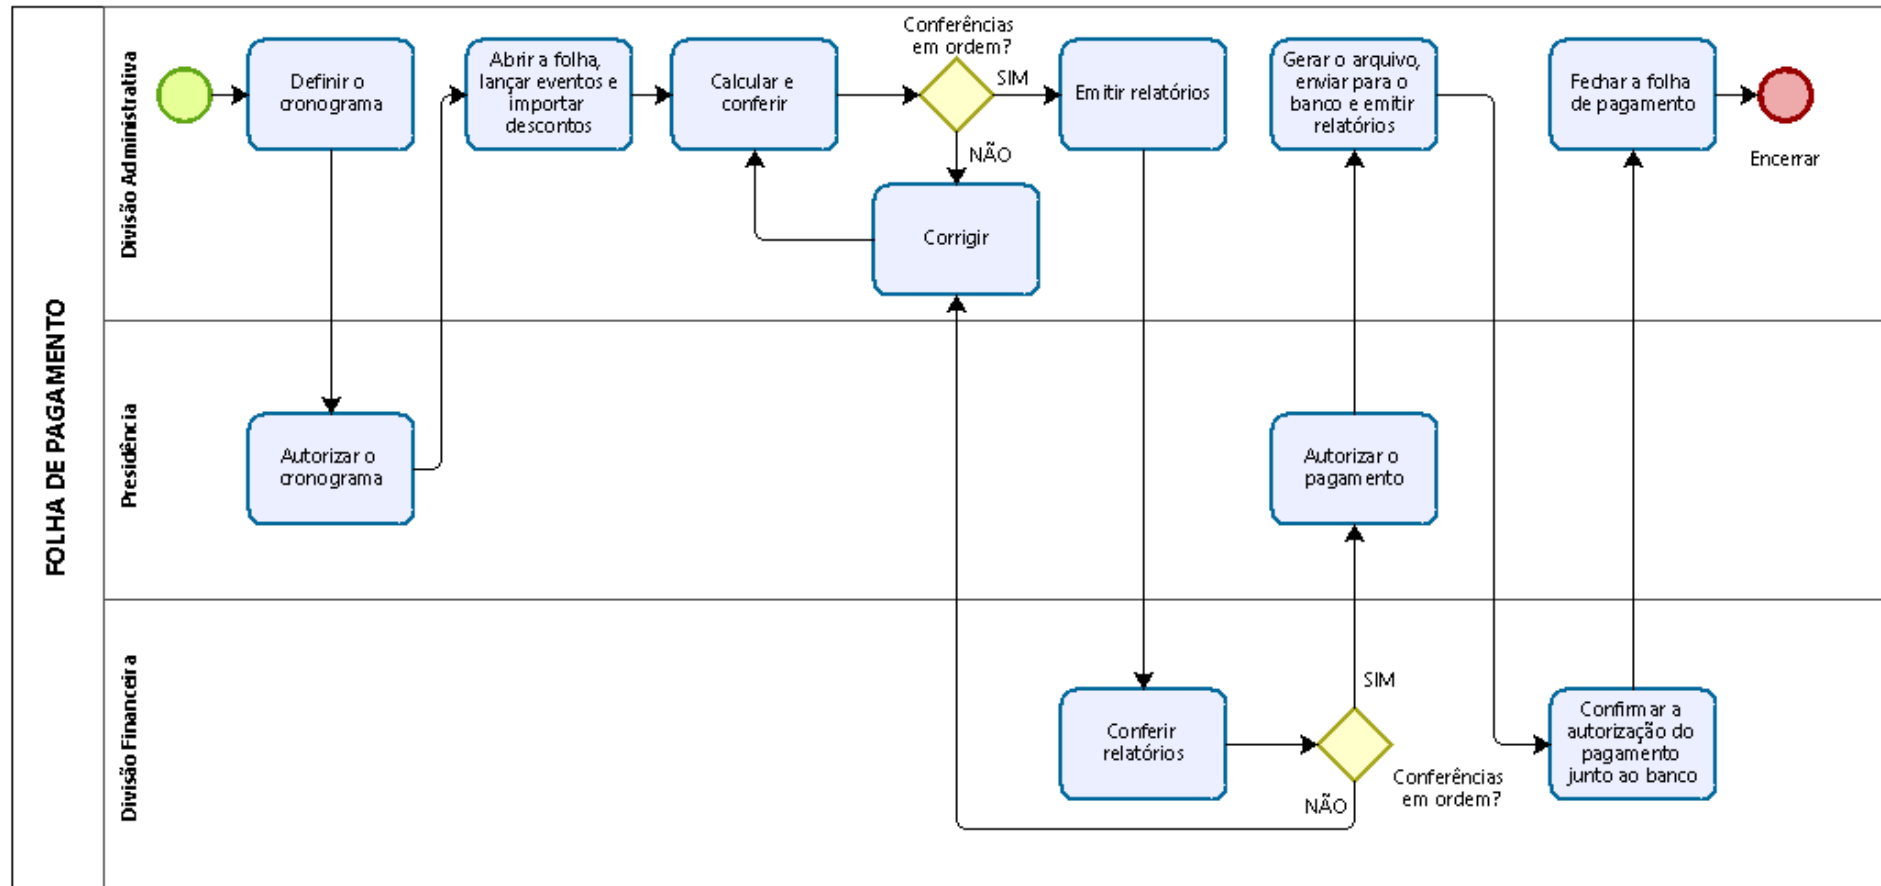 FOLHA DE PAGAMENTO
Divisão Administrativa
Definir o
cronograma
Abrir a folha,
lançar eventos e
importar
descontos
Calcular e
conferir
Conferências
em ordem?
SIM
NÃO
Corrigir
Emitir relatórios
Gerar o arquivo,
enviar para o
banco e emitir
relatórios
Fechar a folha
de pagamento
Encerrar
Presidência
Autorizar o
cronograma
Autorizar o
pagamento
Divisão Financeira
Conferir
relatórios
SIM
NÃO
Conferências
em ordem?
Confirmar a
autorização do
pagamento
junto ao banco